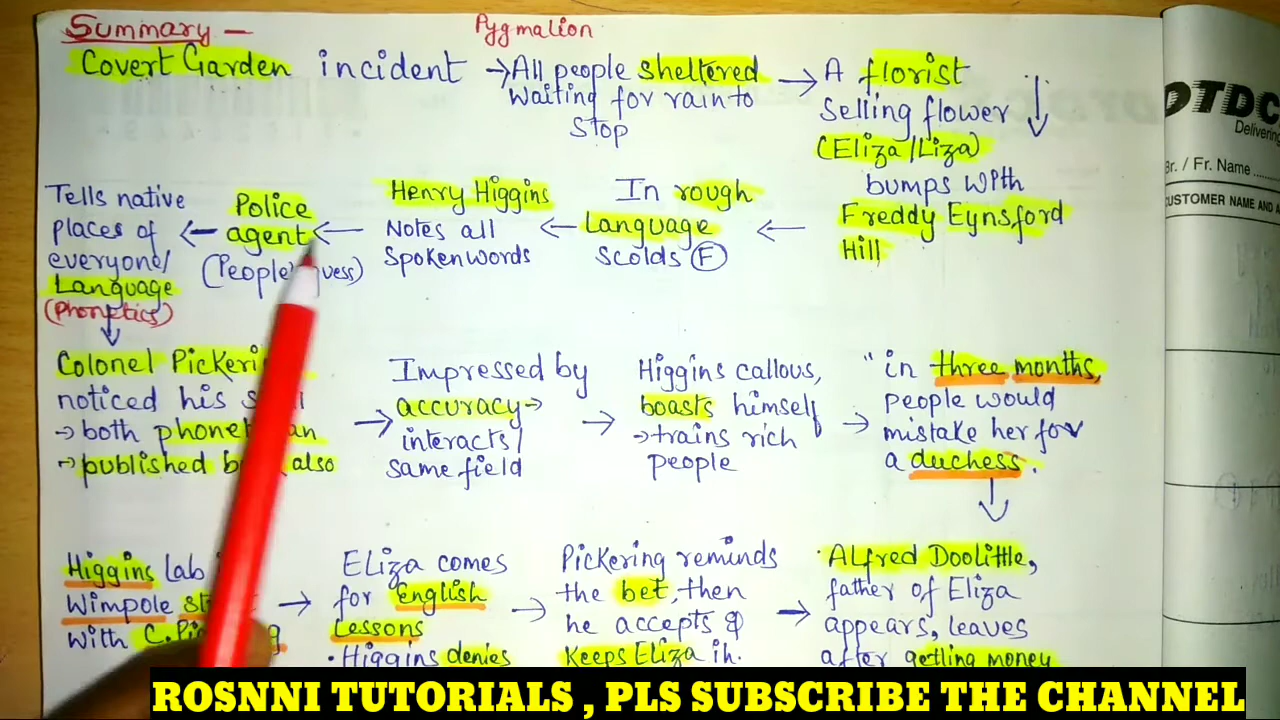 Summary —
Pygmalion
Covert Garden incident → All people sheltered
waiting for rain to
stop
→ A florist
selling flower
(Eliza/Liza)
↓
bumps with
Freddy Eynsford
Hill
← In rough
Language
scolds (F)
← Henry Higgins
Notes all
spoken words
← Police
agent
(People
← Tells native
places of
everyone/
Language
(Phonetics)
↓
Colonel
noticed his
→ both
→ published also
→ Impressed by
accuracy →
interacts/
same field
→ Higgins callous,
boasts himself
→ trains rich
people
→ "in three months,
people would
mistake her for
a duchess.
↓
Higgins lab
Wimpole
with C.
→ Eliza comes
for English
Lessons
• Higgins denies
→ Pickering reminds
the bet, then
he accepts &
Keeps Eliza in.
→ • Alfred Doolittle,
father of Eliza
appears, leaves
after getting money
OTDC
Delivering
Br. / Fr. Name
CUSTOMER NAME AND
ROSNNI TUTORIALS , PLS SUBSCRIBE THE CHANNEL